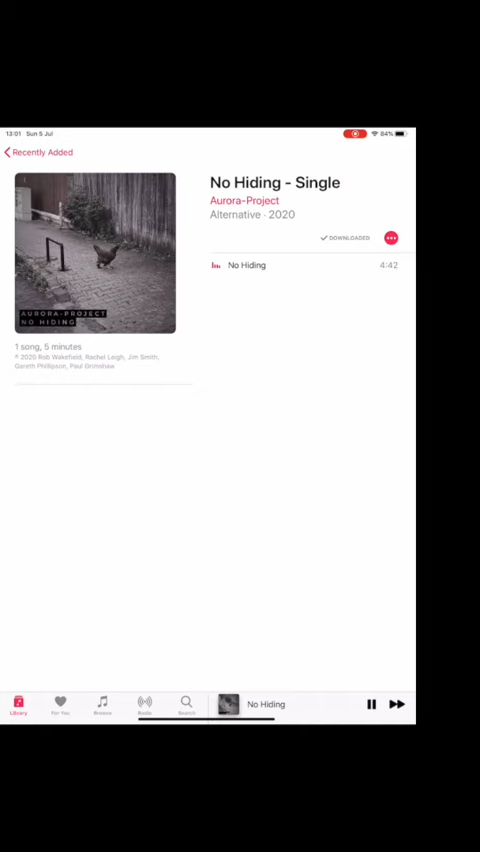 13:01 Sun 5 Jul
84%
Recently Added
AURORA-PROJECT
NO HIDING
No Hiding - Single
Aurora-Project
Alternative · 2020
DOWNLOADED
No Hiding 4:42
1 song, 5 minutes
℗ 2020 Rob Wakefield, Rachel Leigh, Jim Smith,
Gareth Phillipson, Paul Grimshaw
Library
For You
Browse
Radio
Search
No Hiding